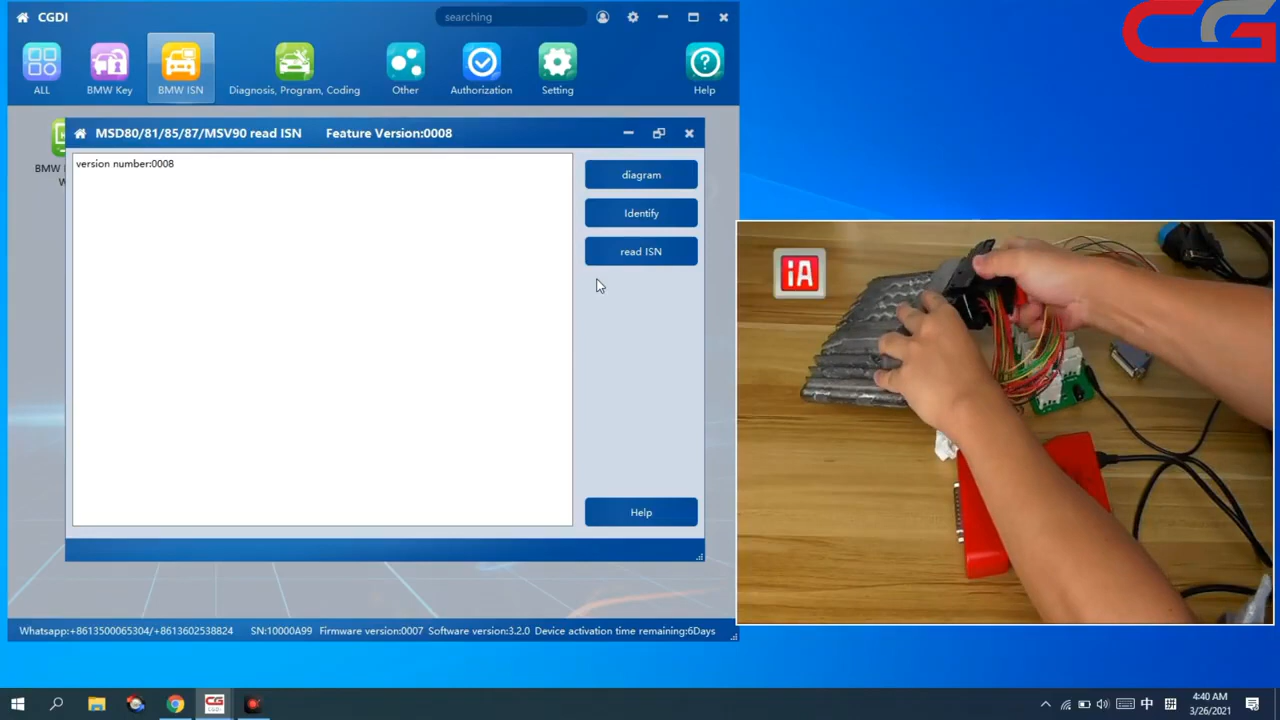 CGDI
searching
ALL
BMW Key
BMW ISN
Diagnosis, Program, Coding
Other
Authorization
Setting
Help
CG
BMW
W
MSD80/81/85/87/MSV90 read ISN Feature Version:0008
version number:0008
diagram
Identify
read ISN
Help
iA
Whatsapp:+8613500065304/+8613602538824 SN:10000A99 Firmware version:0007 Software version:3.2.0 Device activation time remaining:6Days
CG
CGDI
中
4:40 AM
3/26/2021